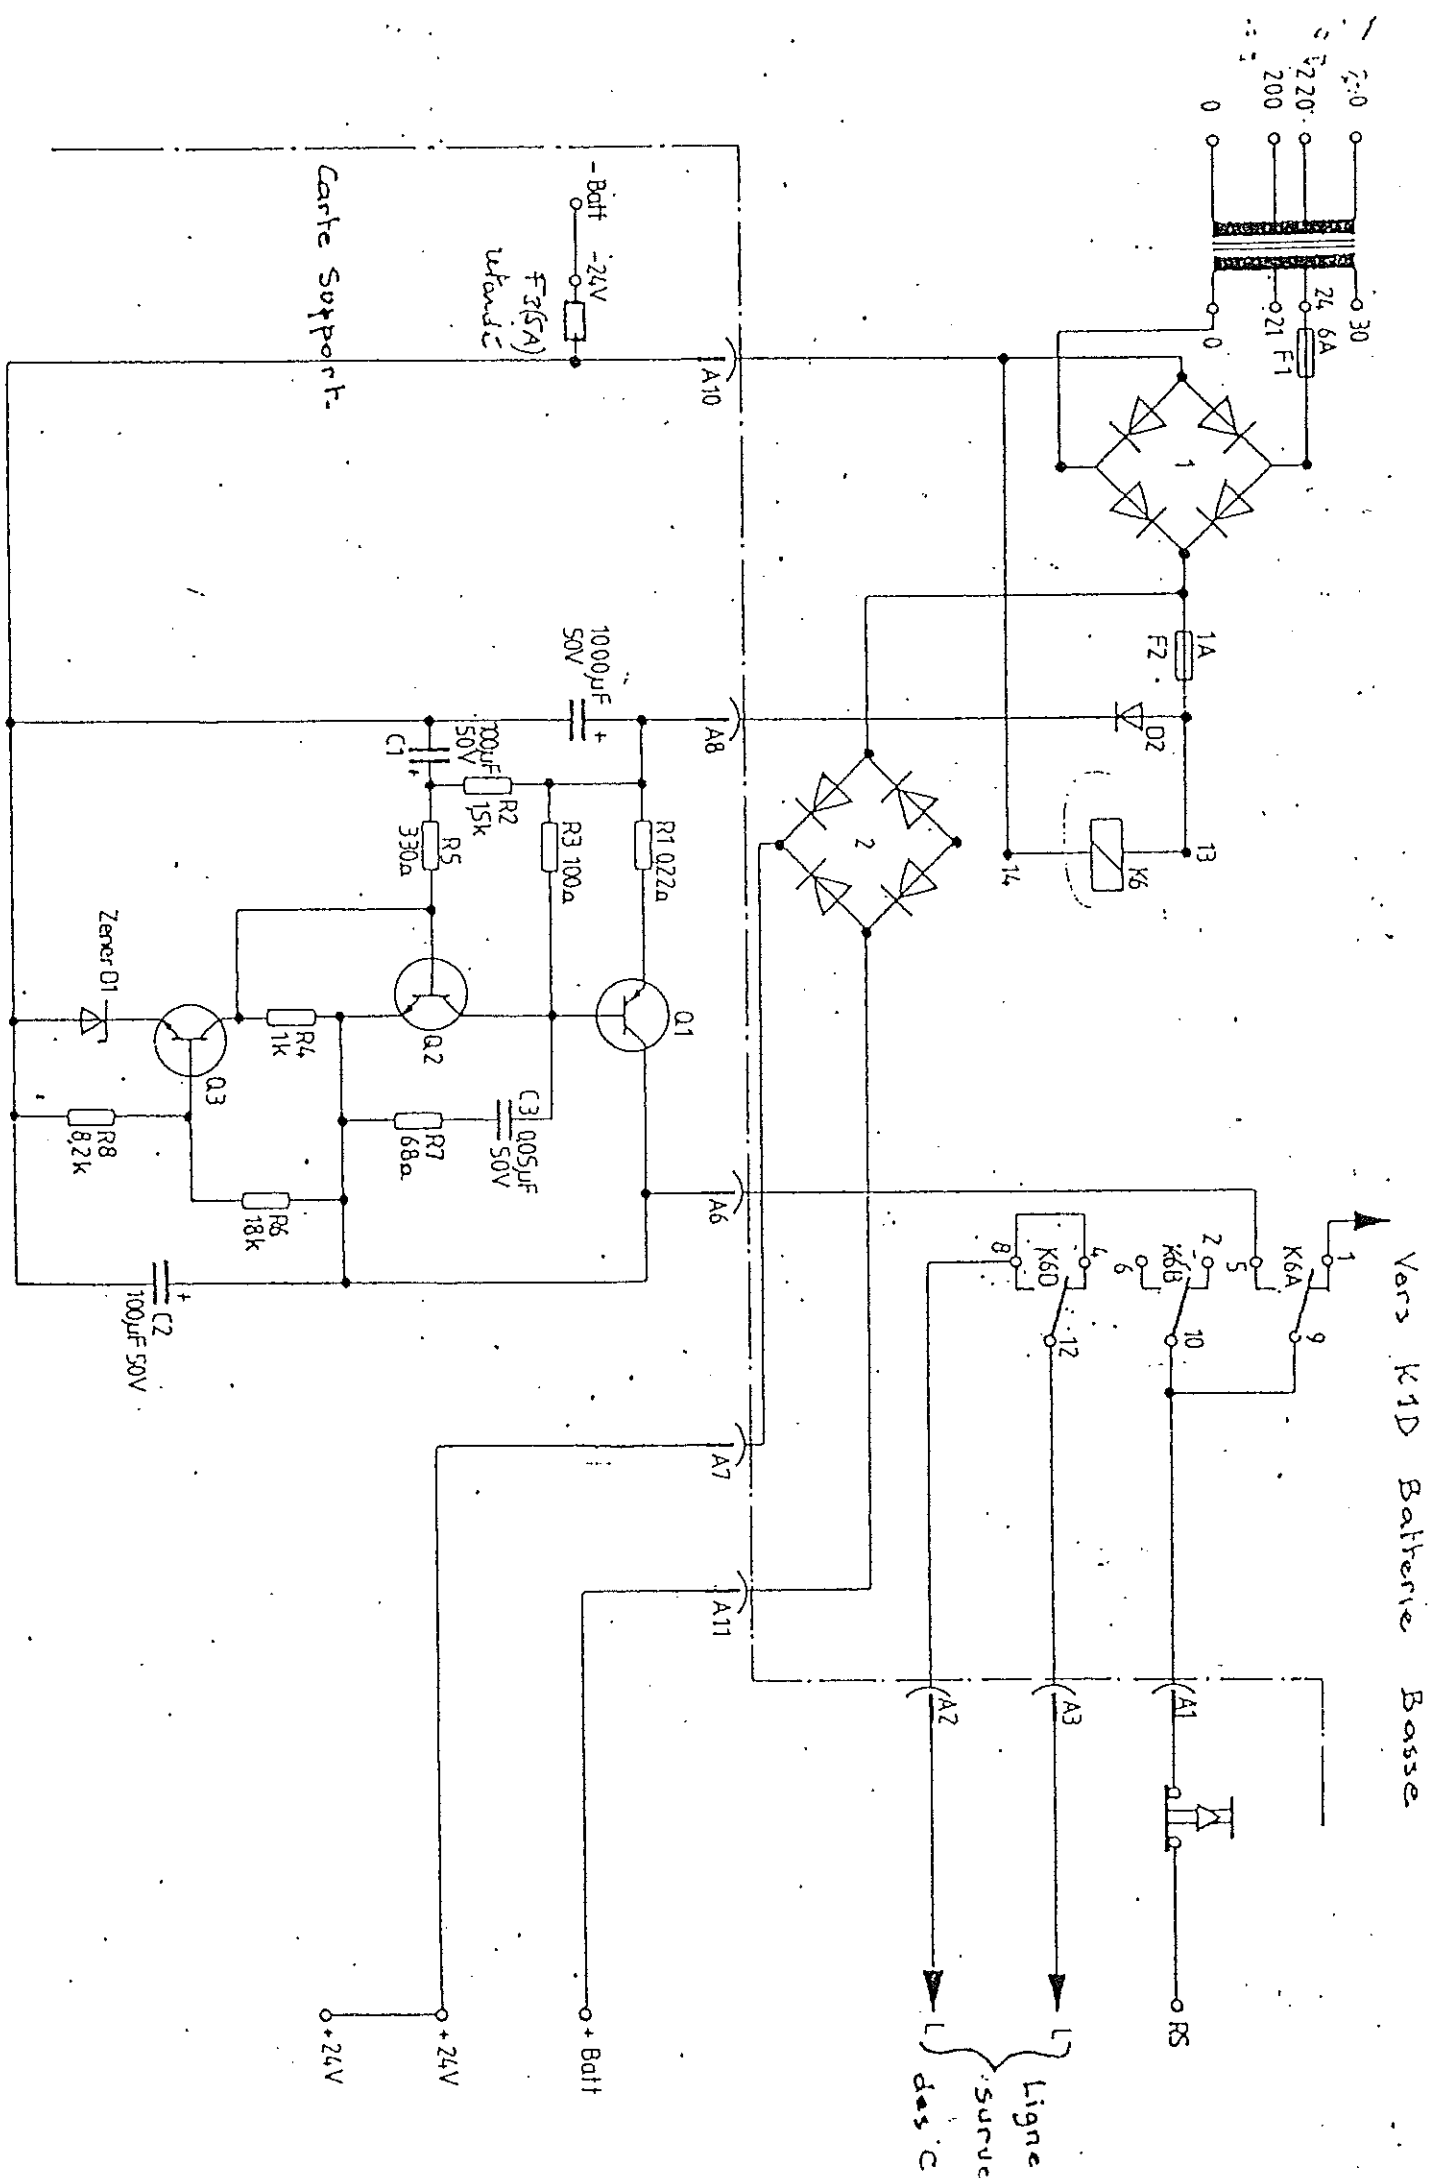 Vers K1D Batterie Basse
220
200
0
30
24 6A
F1
21
0
1
1A
F2
D2
13
K6
14
2
1
K6A
9
5
2
K6B
10
6
4
K6D
12
8
A1
RS
A3
L
A2
L
Ligne
des C
A10
A8
A6
A7
A11
- Batt
-24V
F3(5A)
Carte Support.
1000µF
50V
+
100µF
50V
C1
+
R2
1,5k
R3 100Ω
R1 0,22Ω
R5
330Ω
Q1
Q2
Q3
R4
1k
Zener D1
C3 0,05µF
50V
R7
68Ω
R8
8,2k
R6
18k
+
C2
100µF 50V
+ Batt
+ 24V
+ 24V